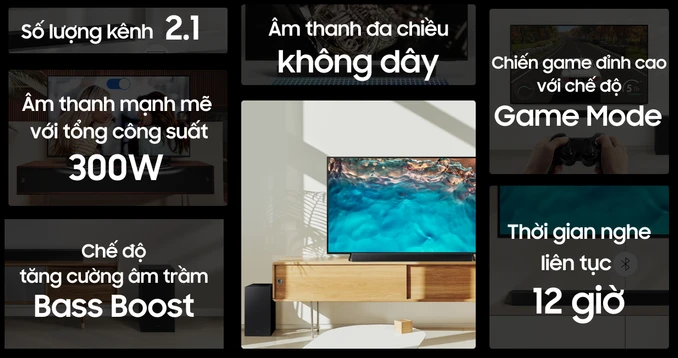 Số lượng kênh 2.1
Âm thanh mạnh mẽ
với tổng công suất
300W
Chế độ
tăng cường âm trầm
Bass Boost
Âm thanh đa chiều
không dây
Chiến game đỉnh cao
với chế độ
Game Mode
Thời gian nghe
liên tục
12 giờ